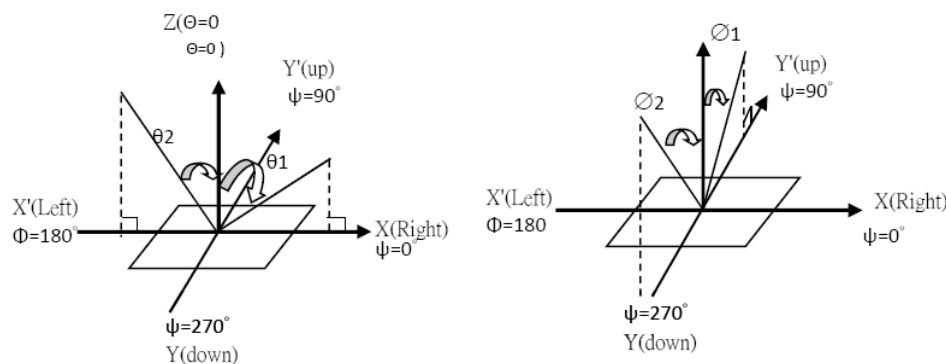 Z(Θ=0
Θ=0 )
Y'(up)
ψ=90°
θ2
θ1
X'(Left)
Φ=180°
X(Right)
ψ=0°
ψ=270°
Y(down)
∅1
Y'(up)
ψ=90°
∅2
X'(Left)
Φ=180
X(Right)
ψ=0°
ψ=270°
Y(down)